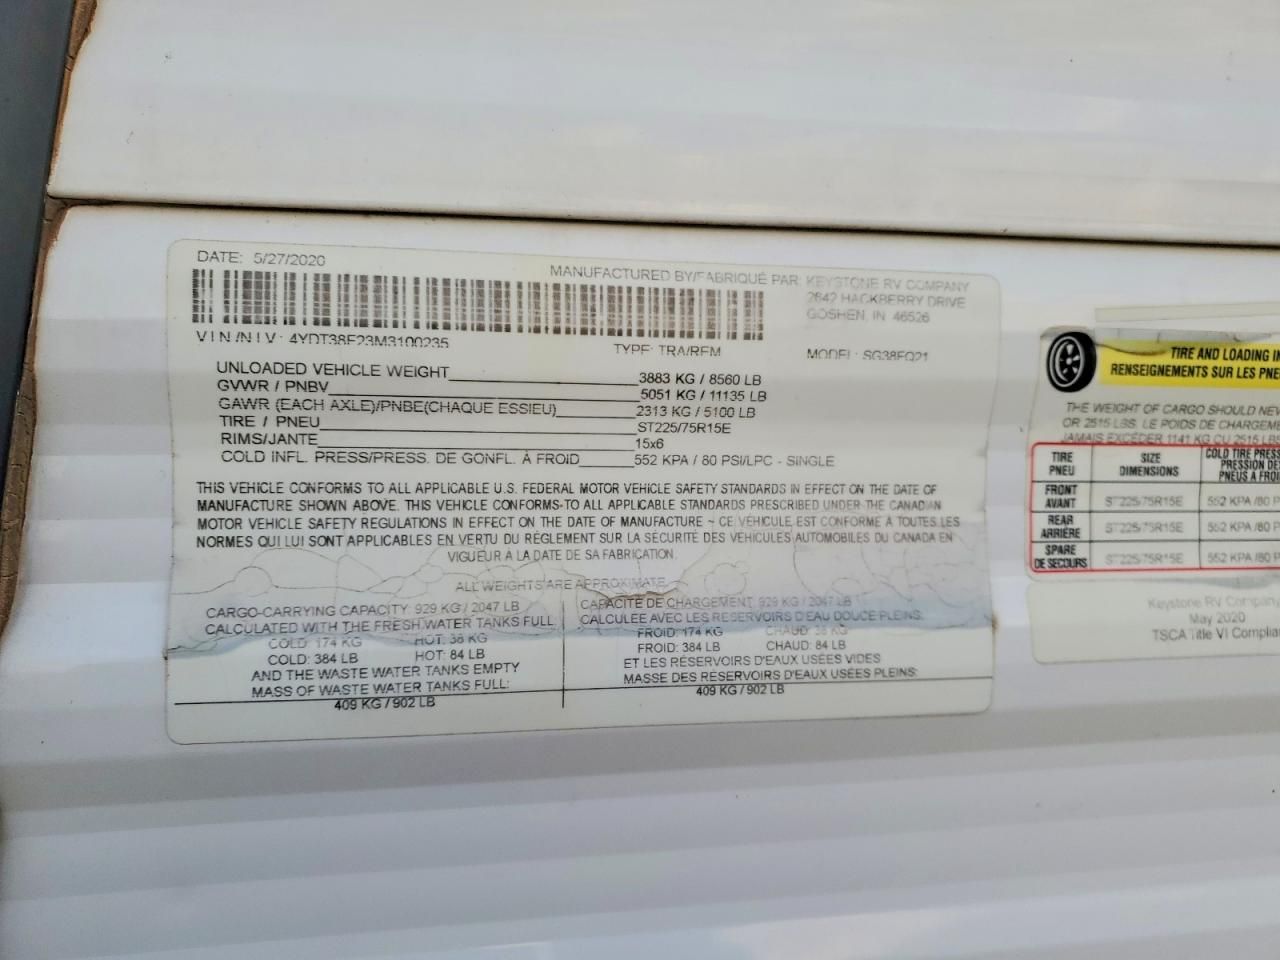 DATE: 5/27/2020
MANUFACTURED BY/FABRIQUÉ PAR: KEYSTONE RV COMPANY
2642 HACKBERRY DRIVE
GOSHEN, IN 46526
VIN/NIV: 4YDT38F23M3100235
TYPE: TRA/REM
MODEL: SG38FQ21
UNLOADED VEHICLE WEIGHT 3883 KG / 8560 LB
GVWR / PNBV 5051 KG / 11135 LB
GAWR (EACH AXLE)/PNBE(CHAQUE ESSIEU) 2313 KG / 5100 LB
TIRE / PNEU ST225/75R15E
RIMS/JANTE 15x6
COLD INFL. PRESS/PRESS. DE GONFL. À FROID 552 KPA / 80 PSI/LPC - SINGLE
THIS VEHICLE CONFORMS TO ALL APPLICABLE U.S. FEDERAL MOTOR VEHICLE SAFETY STANDARDS IN EFFECT ON THE DATE OF
MANUFACTURE SHOWN ABOVE. THIS VEHICLE CONFORMS TO ALL APPLICABLE STANDARDS PRESCRIBED UNDER THE CANADIAN
MOTOR VEHICLE SAFETY REGULATIONS IN EFFECT ON THE DATE OF MANUFACTURE ~ CE VÉHICULE EST CONFORME À TOUTES LES
NORMES QUI LUI SONT APPLICABLES EN VERTU DU RÈGLEMENT SUR LA SÉCURITÉ DES VÉHICULES AUTOMOBILES DU CANADA EN
VIGUEUR À LA DATE DE SA FABRICATION.
ALL WEIGHTS ARE APPROXIMATE
CARGO-CARRYING CAPACITY: 929 KG / 2047 LB
CALCULATED WITH THE FRESH WATER TANKS FULL
COLD: 174 KG HOT: 38 KG
COLD: 384 LB HOT: 84 LB
AND THE WASTE WATER TANKS EMPTY
MASS OF WASTE WATER TANKS FULL:
409 KG / 902 LB
CAPACITÉ DE CHARGEMENT 929 KG / 2047 LB
CALCULÉE AVEC LES RÉSERVOIRS D'EAU DOUCE PLEINS.
FROID: 174 KG CHAUD: 38 KG
FROID: 384 LB CHAUD: 84 LB
ET LES RÉSERVOIRS D'EAUX USÉES VIDES
MASSE DES RÉSERVOIRS D'EAUX USÉES PLEINS:
409 KG / 902 LB
TIRE AND LOADING
RENSEIGNEMENTS SUR LES
THE WEIGHT OF CARGO SHOULD
OR 2515 LBS. LE POIDS DE
JAMAIS EXCÉDER 1141 KG OU 2515 LBS
TIRE SIZE COLD TIRE
PNEU DIMENSIONS PRESSION
PNEUS A
FRONT
AVANT ST225/75R15E 552 KPA /80
REAR
ARRIÈRE ST225/75R15E 552 KPA /80
SPARE
DE SECOURS ST225/75R15E 552 KPA /80
Keystone RV Company
May 2020
TSCA Title VI